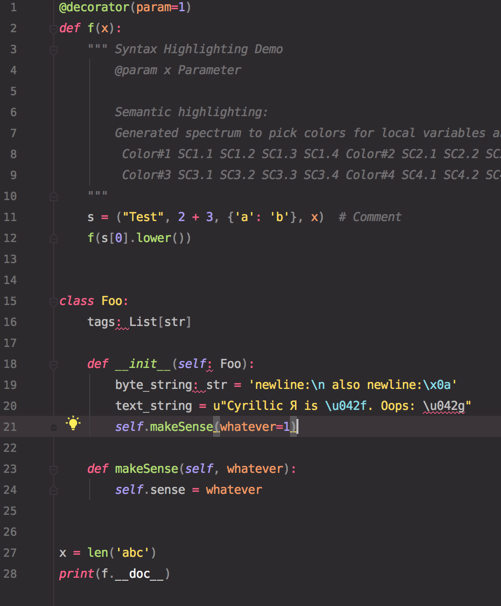 1 @decorator(param=1)
2 def f(x):
3 """ Syntax Highlighting Demo
4 @param x Parameter
5
6 Semantic highlighting:
7 Generated spectrum to pick colors for local variables a
8 Color#1 SC1.1 SC1.2 SC1.3 SC1.4 Color#2 SC2.1 SC2.2 SC
9 Color#3 SC3.1 SC3.2 SC3.3 SC3.4 Color#4 SC4.1 SC4.2 SC
10 """
11 s = ("Test", 2 + 3, {'a': 'b'}, x)  # Comment
12 f(s[0].lower())
13
14
15 class Foo:
16 tags: List[str]
17
18 def __init__(self: Foo):
19 byte_string: str = 'newline:\n also newline:\x0a'
20 text_string = u"Cyrillic Я is \u042f. Oops: \u042g"
21 self.makeSense(whatever=1)
22
23 def makeSense(self, whatever):
24 self.sense = whatever
25
26
27 x = len('abc')
28 print(f.__doc__)